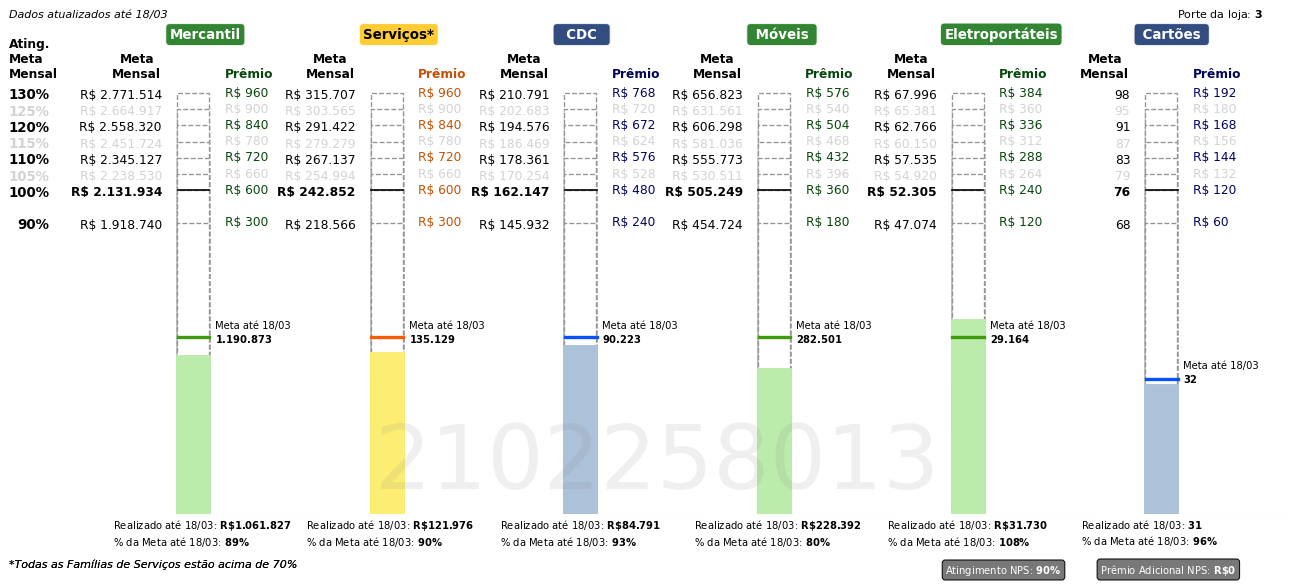 Dados atualizados até 18/03 Porte da loja: 3
Mercantil Serviços* CDC Móveis Eletroportáteis Cartões
Ating. Meta Mensal Meta Mensal Prêmio Meta Mensal Prêmio Meta Mensal Prêmio Meta Mensal Prêmio Meta Mensal Prêmio Meta Mensal Prêmio
130% R$ 2.771.514 R$ 960 R$ 315.707 R$ 960 R$ 210.791 R$ 768 R$ 656.823 R$ 576 R$ 67.996 R$ 384 98 R$ 192
125% R$ 2.664.917 R$ 900 R$ 303.565 R$ 900 R$ 202.683 R$ 720 R$ 631.561 R$ 540 R$ 65.381 R$ 360 95 R$ 180
120% R$ 2.558.320 R$ 840 R$ 291.422 R$ 840 R$ 194.576 R$ 672 R$ 606.298 R$ 504 R$ 62.766 R$ 336 91 R$ 168
115% R$ 2.451.724 R$ 780 R$ 279.279 R$ 780 R$ 186.469 R$ 624 R$ 581.036 R$ 468 R$ 60.150 R$ 312 87 R$ 156
110% R$ 2.345.127 R$ 720 R$ 267.137 R$ 720 R$ 178.361 R$ 576 R$ 555.773 R$ 432 R$ 57.535 R$ 288 83 R$ 144
105% R$ 2.238.530 R$ 660 R$ 254.994 R$ 660 R$ 170.254 R$ 528 R$ 530.511 R$ 396 R$ 54.920 R$ 264 79 R$ 132
100% R$ 2.131.934 R$ 600 R$ 242.852 R$ 600 R$ 162.147 R$ 480 R$ 505.249 R$ 360 R$ 52.305 R$ 240 76 R$ 120
90% R$ 1.918.740 R$ 300 R$ 218.566 R$ 300 R$ 145.932 R$ 240 R$ 454.724 R$ 180 R$ 47.074 R$ 120 68 R$ 60
Meta até 18/03 Meta até 18/03 Meta até 18/03 Meta até 18/03 Meta até 18/03
1.190.873 135.129 90.223 282.501 29.164
Meta até 18/03
32
2102258013
Realizado até 18/03: R$1.061.827 Realizado até 18/03: R$121.976 Realizado até 18/03: R$84.791 Realizado até 18/03: R$228.392 Realizado até 18/03: R$31.730 Realizado até 18/03: 31
% da Meta até 18/03: 89% % da Meta até 18/03: 90% % da Meta até 18/03: 93% % da Meta até 18/03: 80% % da Meta até 18/03: 108% % da Meta até 18/03: 96%
*Todas as Famílias de Serviços estão acima de 70% Atingimento NPS: 90% Prêmio Adicional NPS: R$0